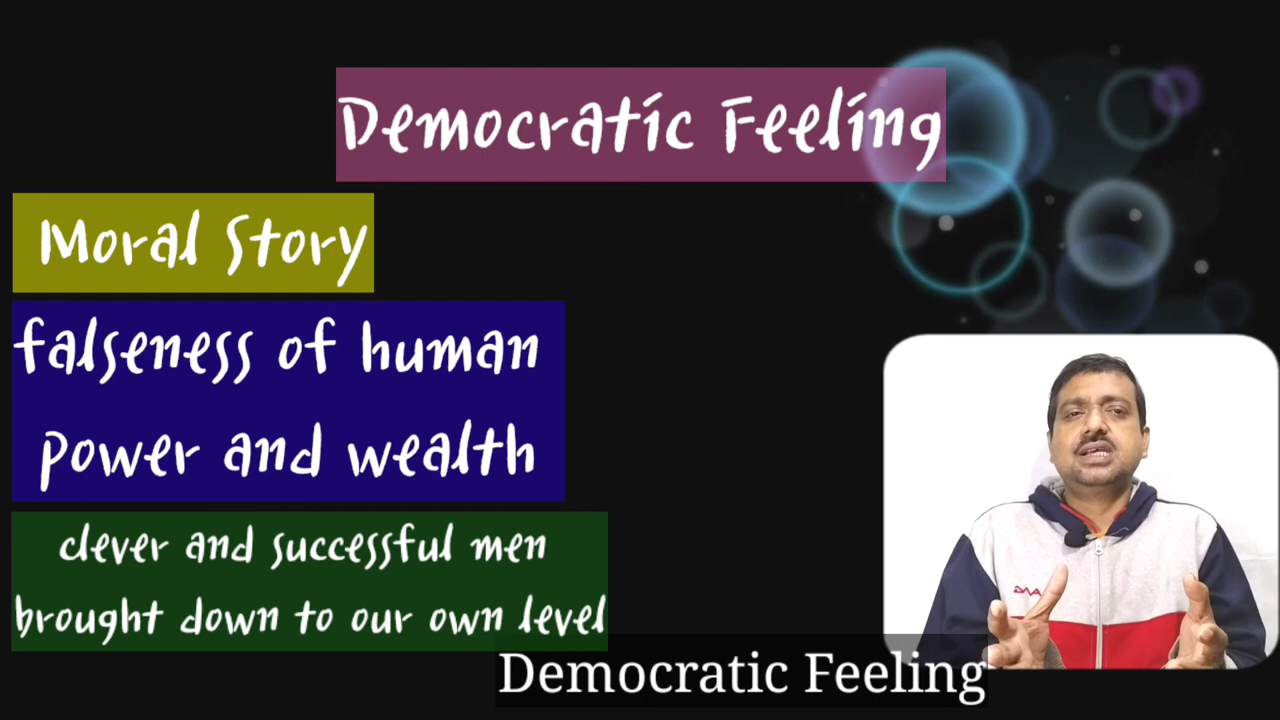 Democratic Feeling
Moral Story
falseness of human
power and wealth
clever and successful men
brought down to our own level
Democratic Feeling